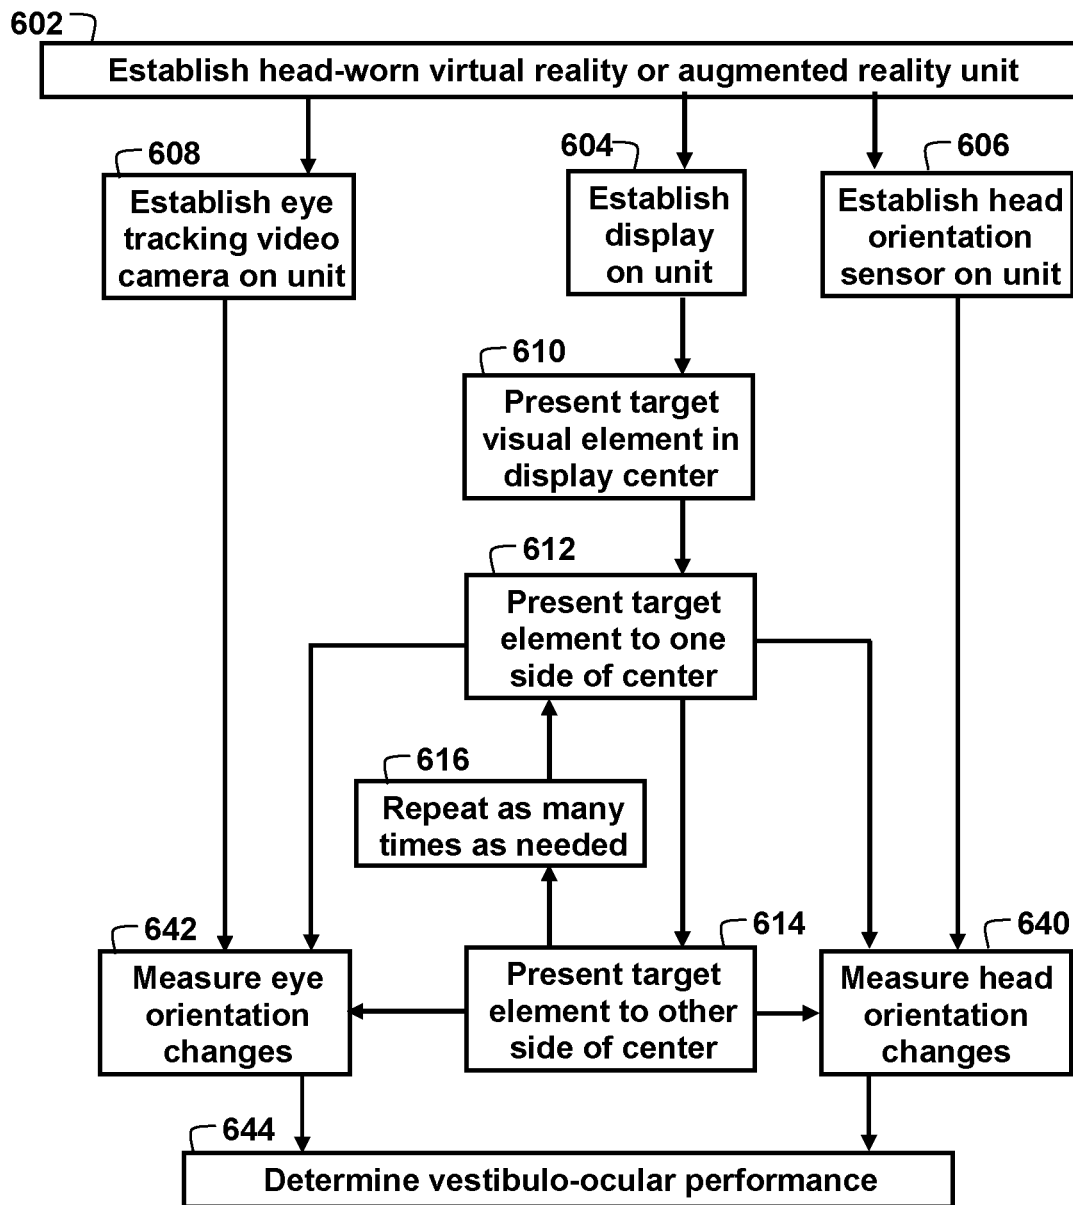 602
Establish head-worn virtual reality or augmented reality unit
608
Establish eye
tracking video
camera on unit
604
Establish
display
on unit
606
Establish head
orientation
sensor on unit
610
Present target
visual element in
display center
612
Present target
element to one
side of center
616
Repeat as many
times as needed
642
Measure eye
orientation
changes
614
Present target
element to other
side of center
640
Measure head
orientation
changes
644
Determine vestibulo-ocular performance